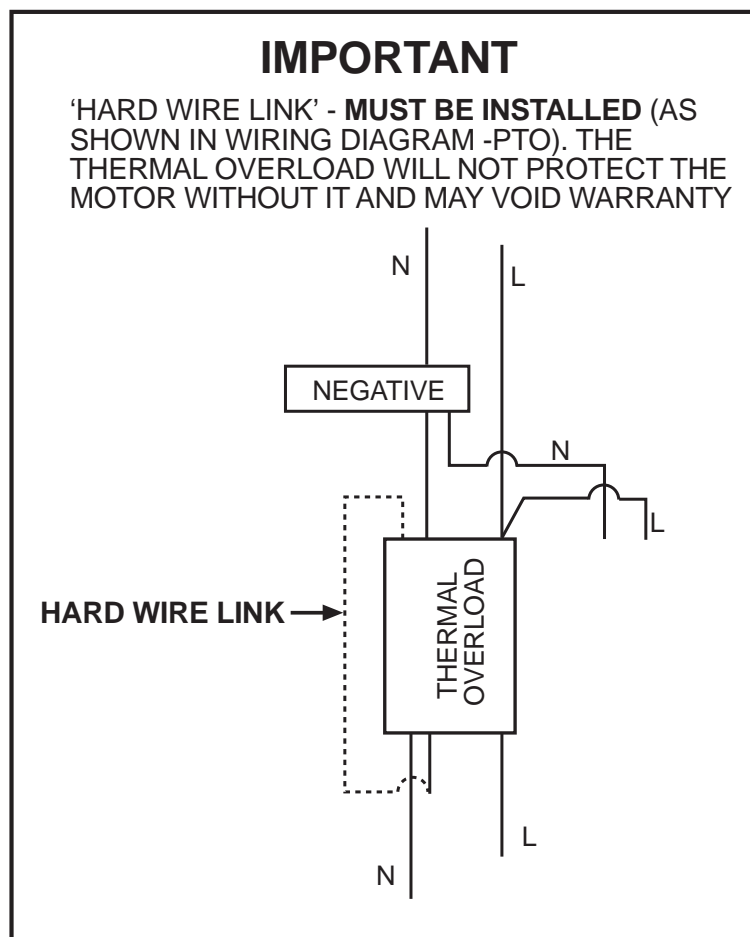 IMPORTANT
‘HARD WIRE LINK’ - MUST BE INSTALLED (AS
SHOWN IN WIRING DIAGRAM -PTO). THE
THERMAL OVERLOAD WILL NOT PROTECT THE
MOTOR WITHOUT IT AND MAY VOID WARRANTY
N
L
NEGATIVE
N
L
HARD WIRE LINK
THERMAL
OVERLOAD
L
N